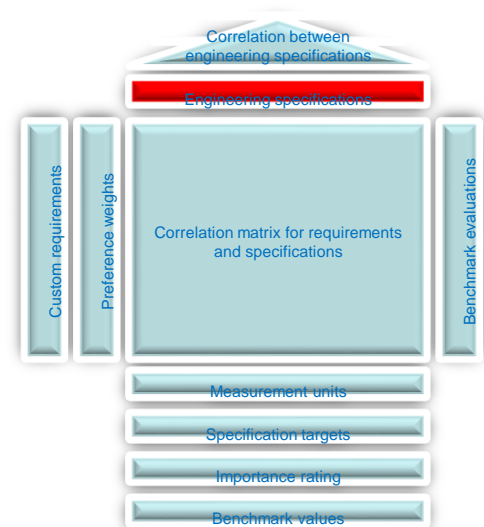 Correlation between
engineering specifications
Engineering specifications
Custom requirements
Preference weights
Correlation matrix for requirements
and specifications
Benchmark evaluations
Measurement units
Specification targets
Importance rating
Benchmark values